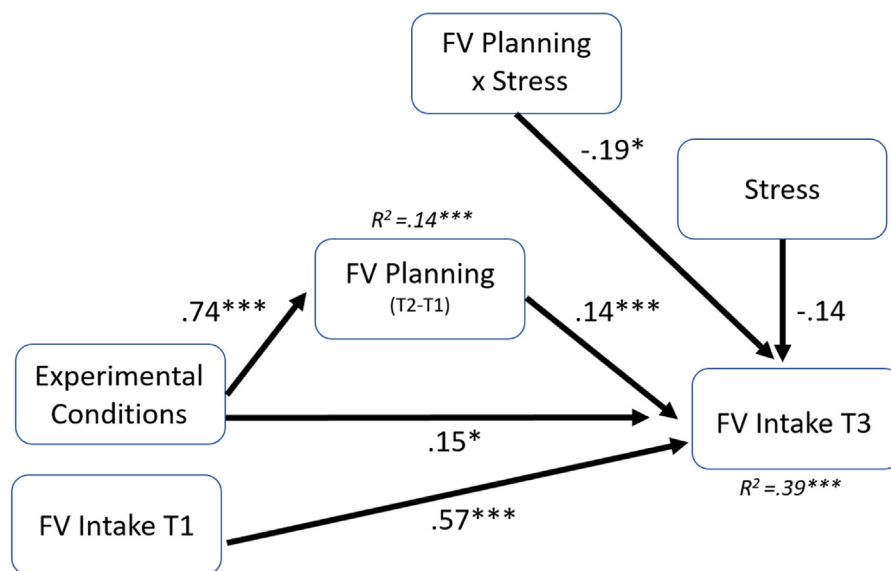 FV Planning
x Stress
-.19*
Stress
R² =.14***
FV Planning
(T2-T1)
.74***
.14***
-.14
Experimental
Conditions
FV Intake T3
.15*
R² =.39***
FV Intake T1
.57***